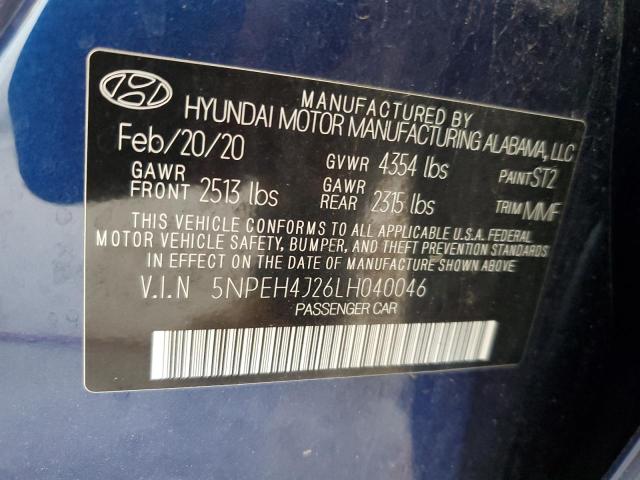 MANUFACTURED BY
HYUNDAI MOTOR MANUFACTURING ALABAMA, LLC
Feb/20/20 GVWR 4354 lbs PAINT ST2
GAWR FRONT 2513 lbs GAWR REAR 2315 lbs TRIM MMF
THIS VEHICLE CONFORMS TO ALL APPLICABLE U.S.A. FEDERAL
MOTOR VEHICLE SAFETY, BUMPER, AND THEFT PREVENTION STANDARDS
IN EFFECT ON THE DATE OF MANUFACTURE SHOWN ABOVE.
V.I.N 5NPEH4J26LH040046
PASSENGER CAR